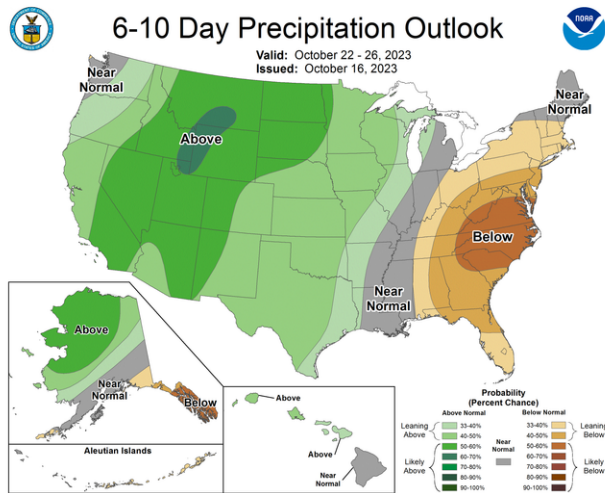 6-10 Day Precipitation Outlook
NOAA
Valid: October 22 - 26, 2023
Issued: October 16, 2023
Near
Normal
Above
Near
Normal
Below
Near
Normal
Above
Near
Normal
Below
Aleutian Islands
Above
Above
Near
Normal
Probability
(Percent Chance)
Above Normal
Below Normal
Leaning
Above
Likely
Above
33-40%
40-50%
50-60%
60-70%
70-80%
80-90%
90-100%
Near
Normal
33-40%
40-50%
50-60%
60-70%
70-80%
80-90%
90-100%
Leaning
Below
Likely
Below